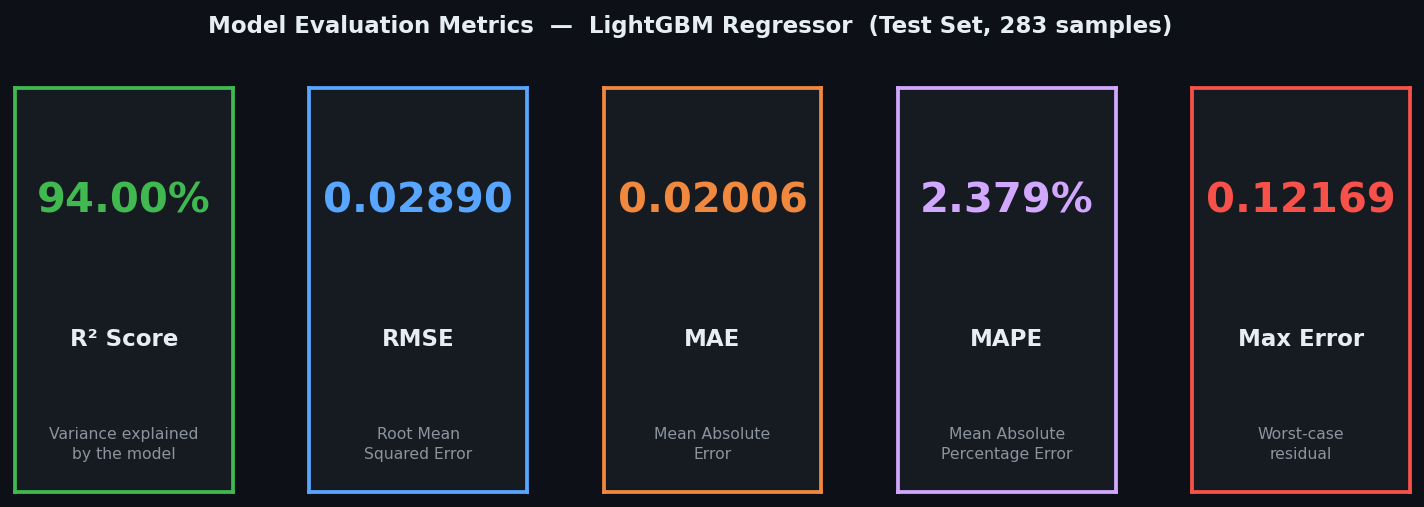 Model Evaluation Metrics — LightGBM Regressor (Test Set, 283 samples)
94.00%
R² Score
Variance explained
by the model
0.02890
RMSE
Root Mean
Squared Error
0.02006
MAE
Mean Absolute
Error
2.379%
MAPE
Mean Absolute
Percentage Error
0.12169
Max Error
Worst-case
residual